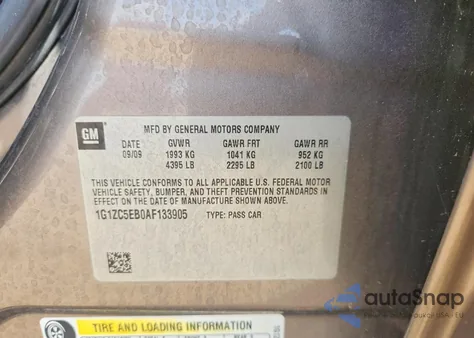 GM
MFD BY GENERAL MOTORS COMPANY
DATE GVWR GAWR FRT GAWR RR
09/09 1993 KG 1041 KG 952 KG
4395 LB 2295 LB 2100 LB
THIS VEHICLE CONFORMS TO ALL APPLICABLE U.S. FEDERAL MOTOR
VEHICLE SAFETY, BUMPER, AND THEFT PREVENTION STANDARDS IN
EFFECT ON THE DATE OF MANUFACTURE SHOWN ABOVE.
1G1ZC5EB0AF133905 TYPE: PASS CAR
autoSnap
TIRE AND LOADING INFORMATION